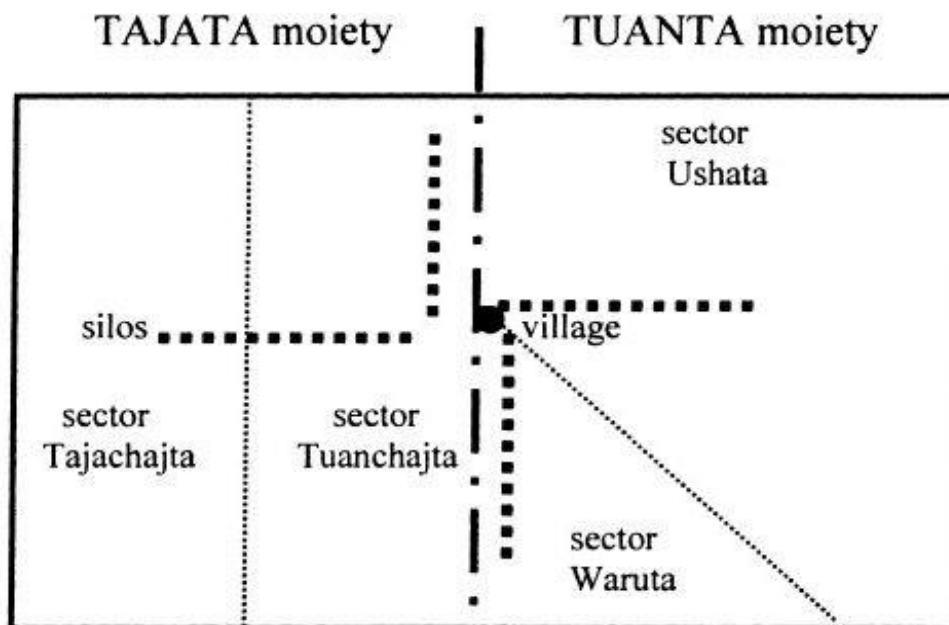 TAJATA moiety
TUANTA moiety
sector
Ushata
silos
village
sector
Tajachajta
sector
Tuanchajta
sector
Waruta